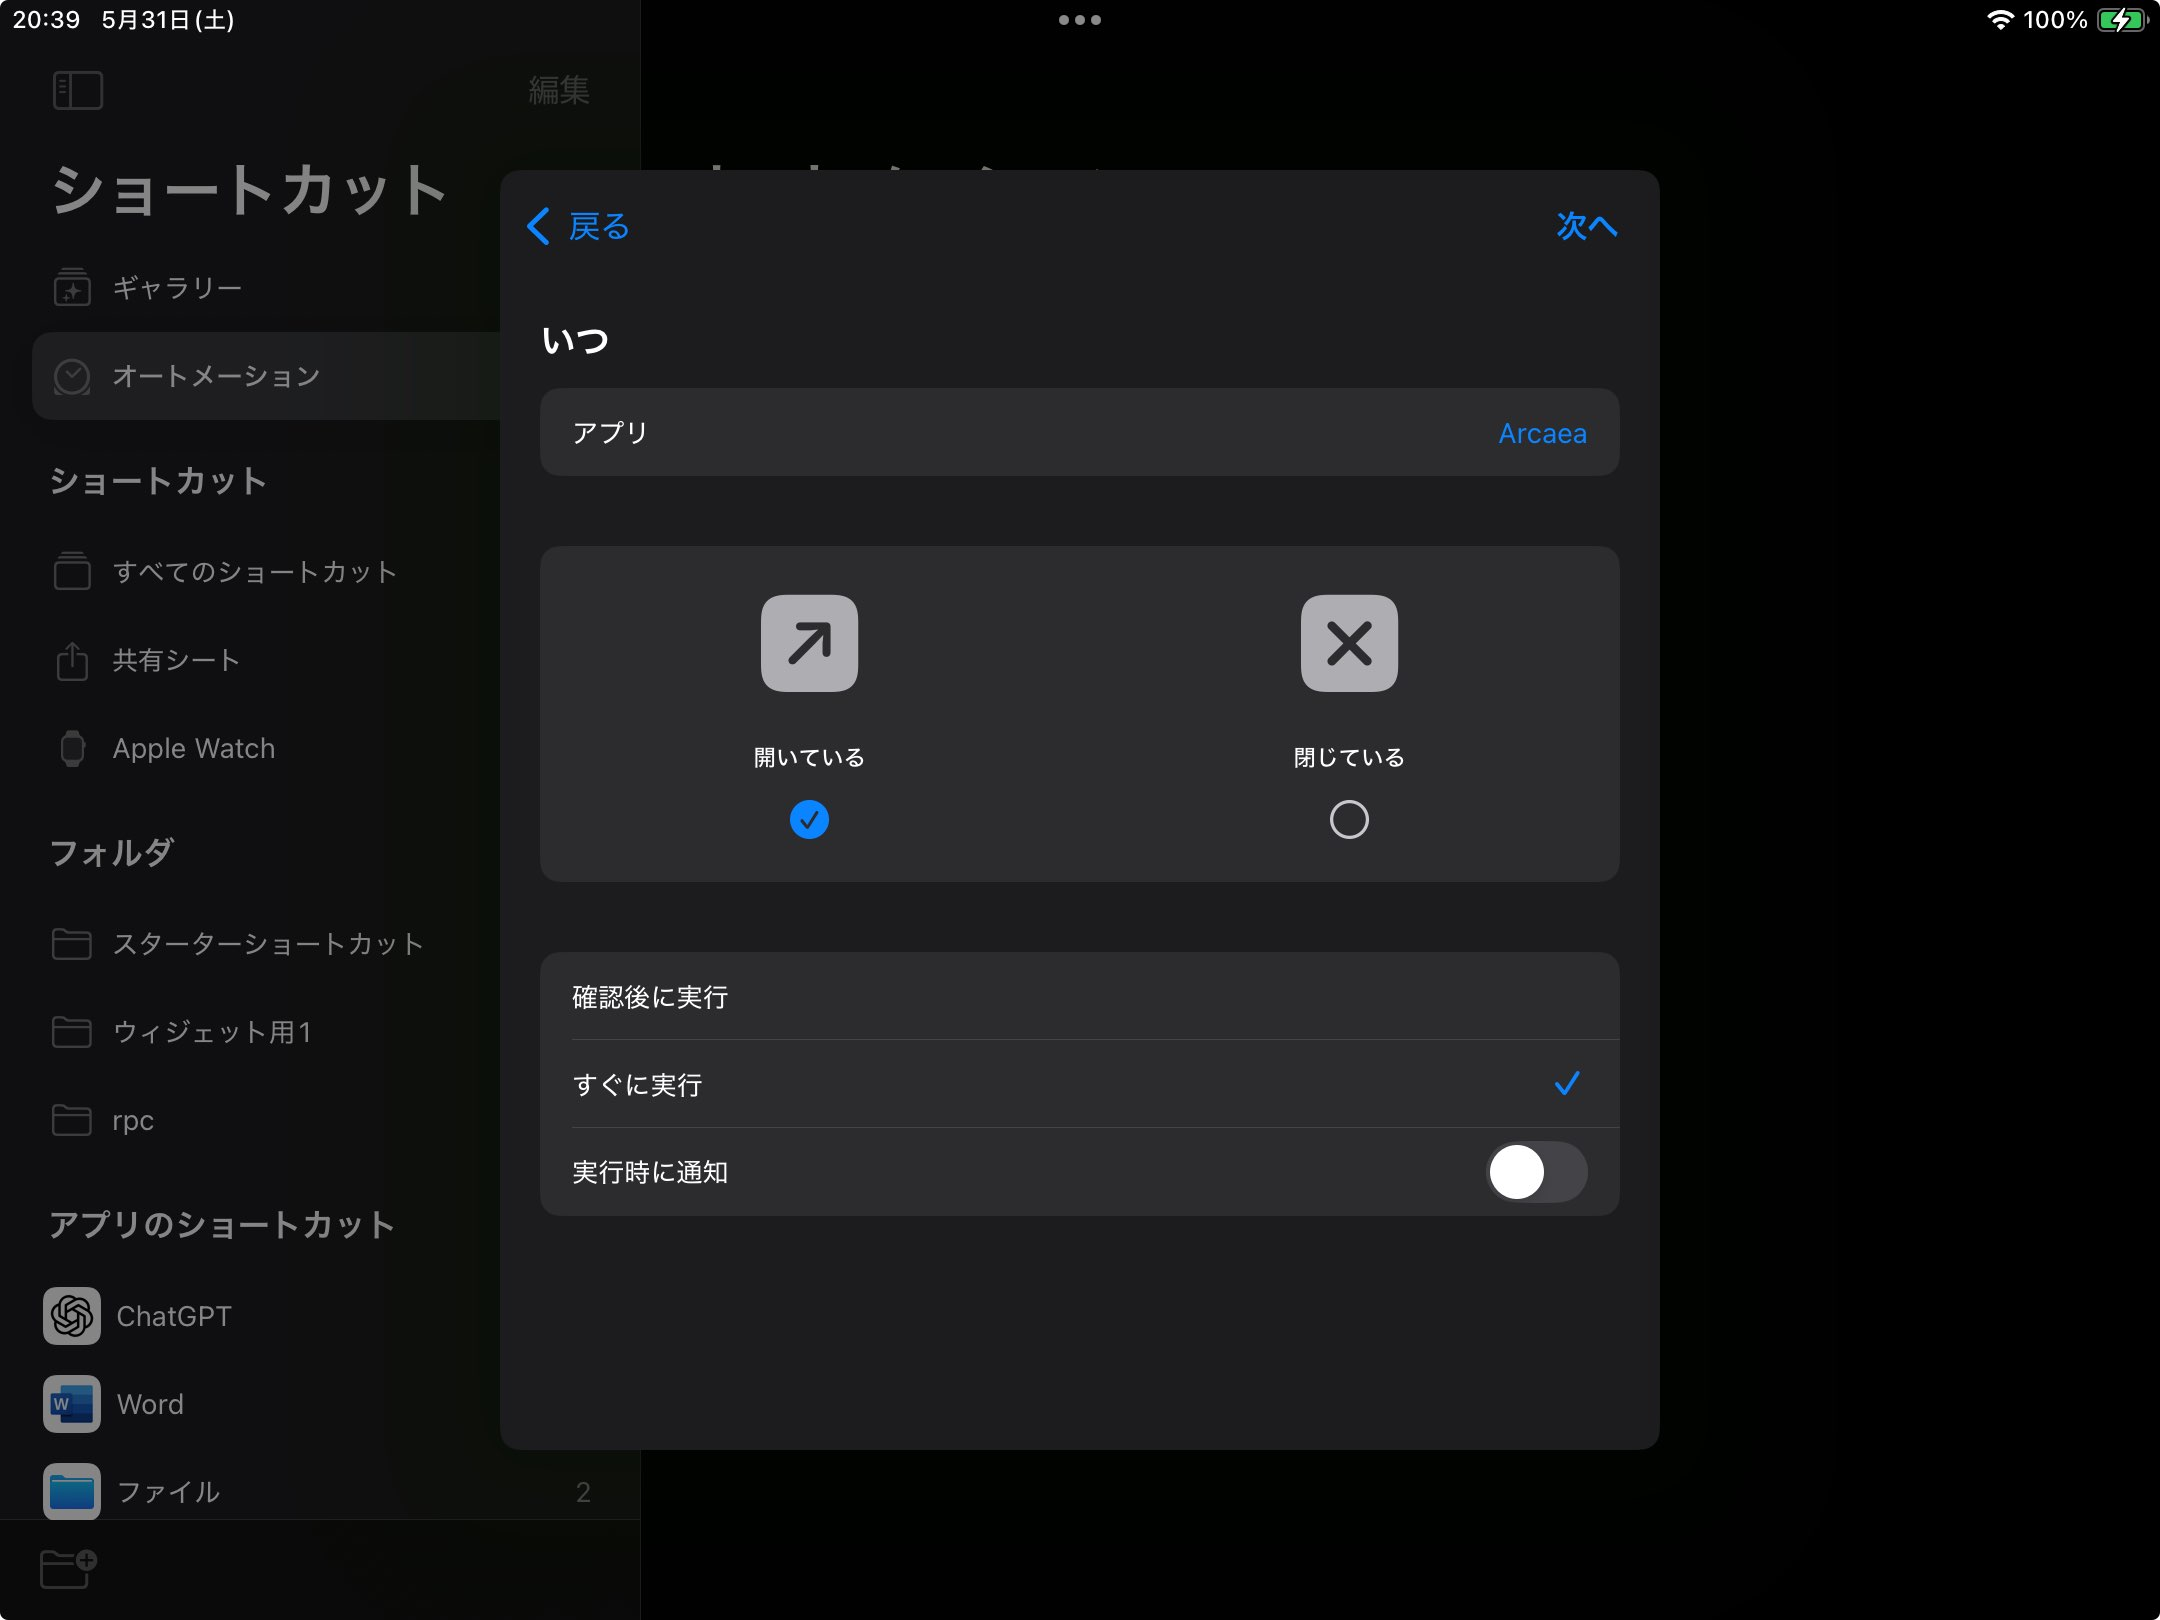 20:39 5月31日(土)
100%
編集
ショートカット
ギャラリー
オートメーション
ショートカット
すべてのショートカット
共有シート
Apple Watch
フォルダ
スターターショートカット
ウィジェット用1
rpc
アプリのショートカット
ChatGPT
Word
ファイル 2
戻る 次へ
いつ
アプリ Arcaea
開いている 閉じている
確認後に実行
すぐに実行
実行時に通知